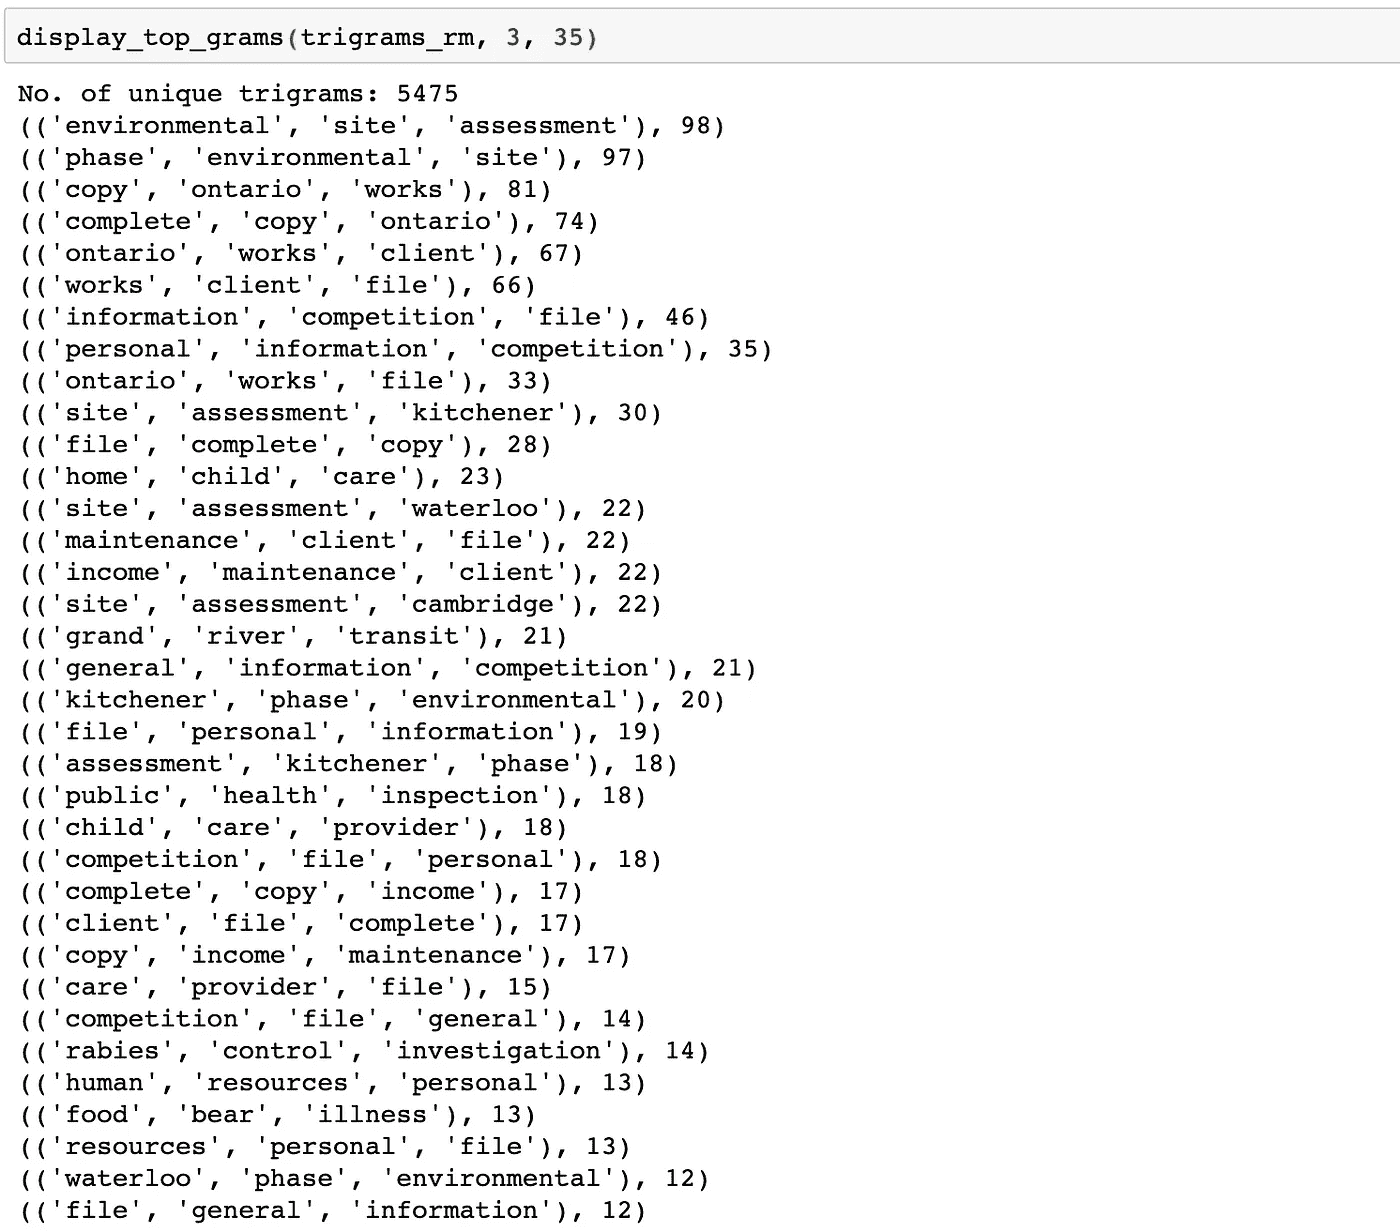 display_top_grams(trigrams_rm, 3, 35)
No. of unique trigrams: 5475
(('environmental', 'site', 'assessment'), 98)
(('phase', 'environmental', 'site'), 97)
(('copy', 'ontario', 'works'), 81)
(('complete', 'copy', 'ontario'), 74)
(('ontario', 'works', 'client'), 67)
(('works', 'client', 'file'), 66)
(('information', 'competition', 'file'), 46)
(('personal', 'information', 'competition'), 35)
(('ontario', 'works', 'file'), 33)
(('site', 'assessment', 'kitchener'), 30)
(('file', 'complete', 'copy'), 28)
(('home', 'child', 'care'), 23)
(('site', 'assessment', 'waterloo'), 22)
(('maintenance', 'client', 'file'), 22)
(('income', 'maintenance', 'client'), 22)
(('site', 'assessment', 'cambridge'), 22)
(('grand', 'river', 'transit'), 21)
(('general', 'information', 'competition'), 21)
(('kitchener', 'phase', 'environmental'), 20)
(('file', 'personal', 'information'), 19)
(('assessment', 'kitchener', 'phase'), 18)
(('public', 'health', 'inspection'), 18)
(('child', 'care', 'provider'), 18)
(('competition', 'file', 'personal'), 18)
(('complete', 'copy', 'income'), 17)
(('client', 'file', 'complete'), 17)
(('copy', 'income', 'maintenance'), 17)
(('care', 'provider', 'file'), 15)
(('competition', 'file', 'general'), 14)
(('rabies', 'control', 'investigation'), 14)
(('human', 'resources', 'personal'), 13)
(('food', 'bear', 'illness'), 13)
(('resources', 'personal', 'file'), 13)
(('waterloo', 'phase', 'environmental'), 12)
(('file', 'general', 'information'), 12)